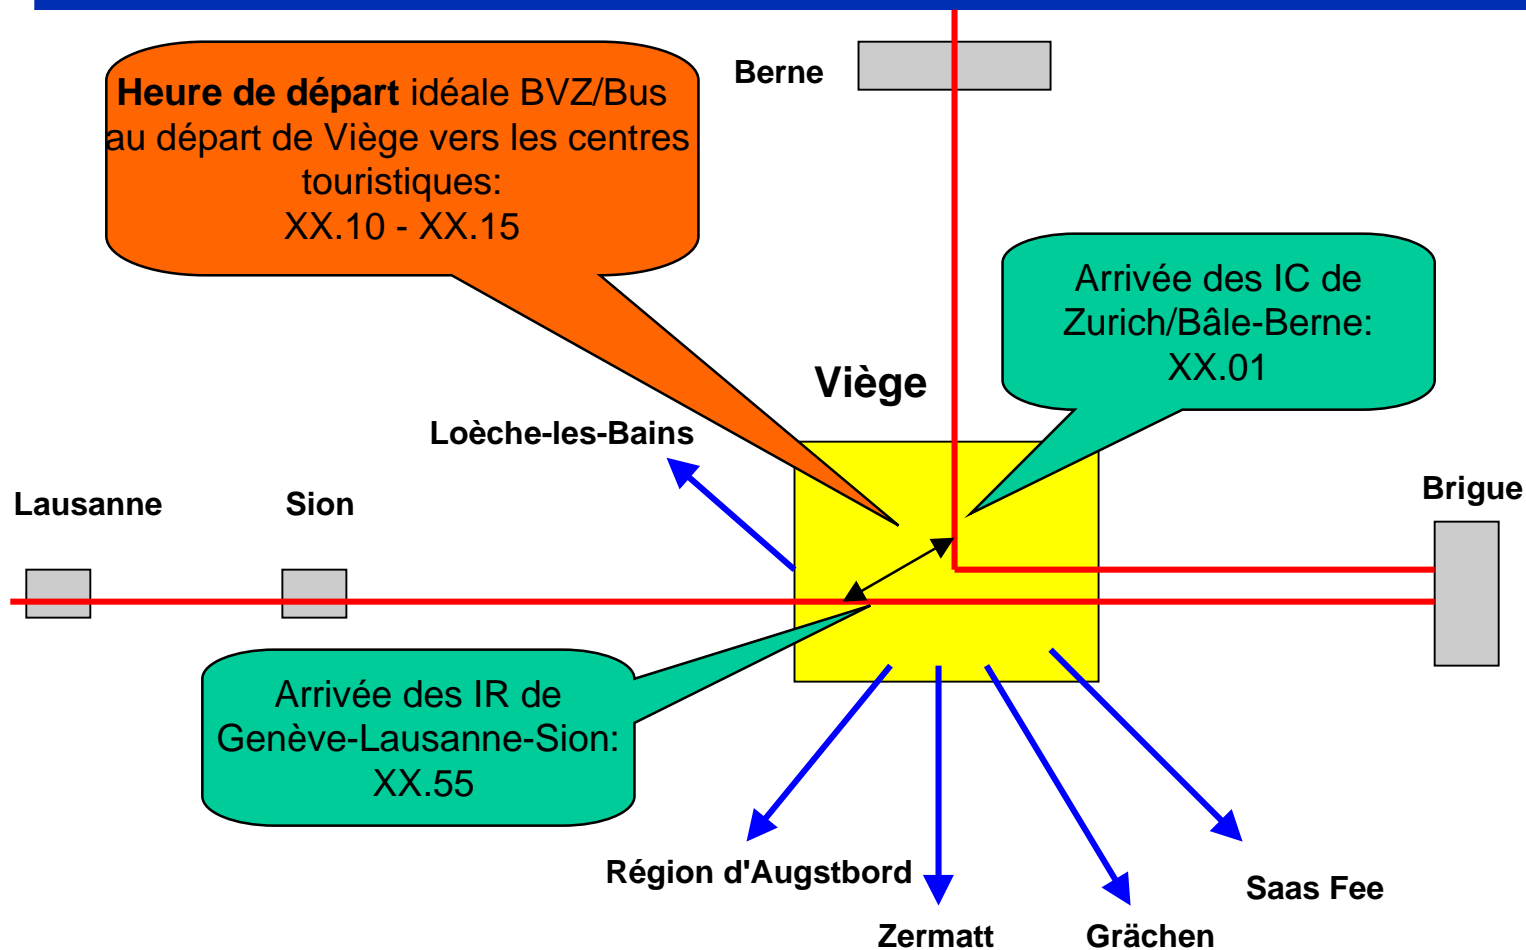 Berne
Heure de départ idéale BVZ/Bus
au départ de Viège vers les centres
touristiques:
XX.10 - XX.15
Arrivée des IC de
Zurich/Bâle-Berne:
XX.01
Viège
Loèche-les-Bains
Lausanne
Sion
Brigue
Arrivée des IR de
Genève-Lausanne-Sion:
XX.55
Région d'Augstbord
Saas Fee
Zermatt
Grächen